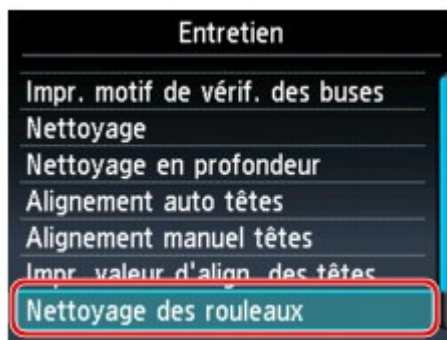 Entretien
Impr. motif de vérif. des buses
Nettoyage
Nettoyage en profondeur
Alignement auto têtes
Alignement manuel têtes
Impr. valeur d'align. des têtes
Nettoyage des rouleaux